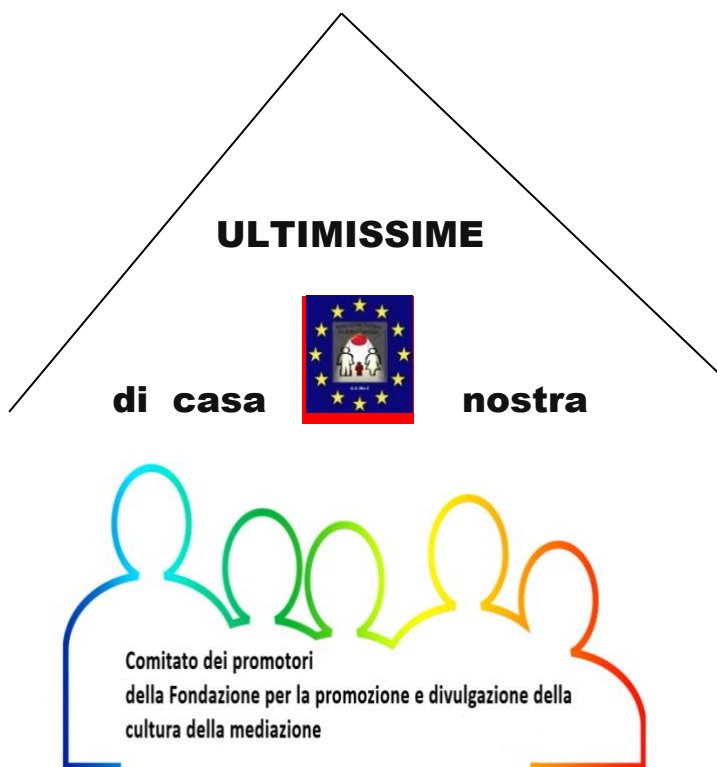 ULTIMISSIME
di casa nostra
Comitato dei promotori
della Fondazione per la promozione e divulgazione della
cultura della mediazione